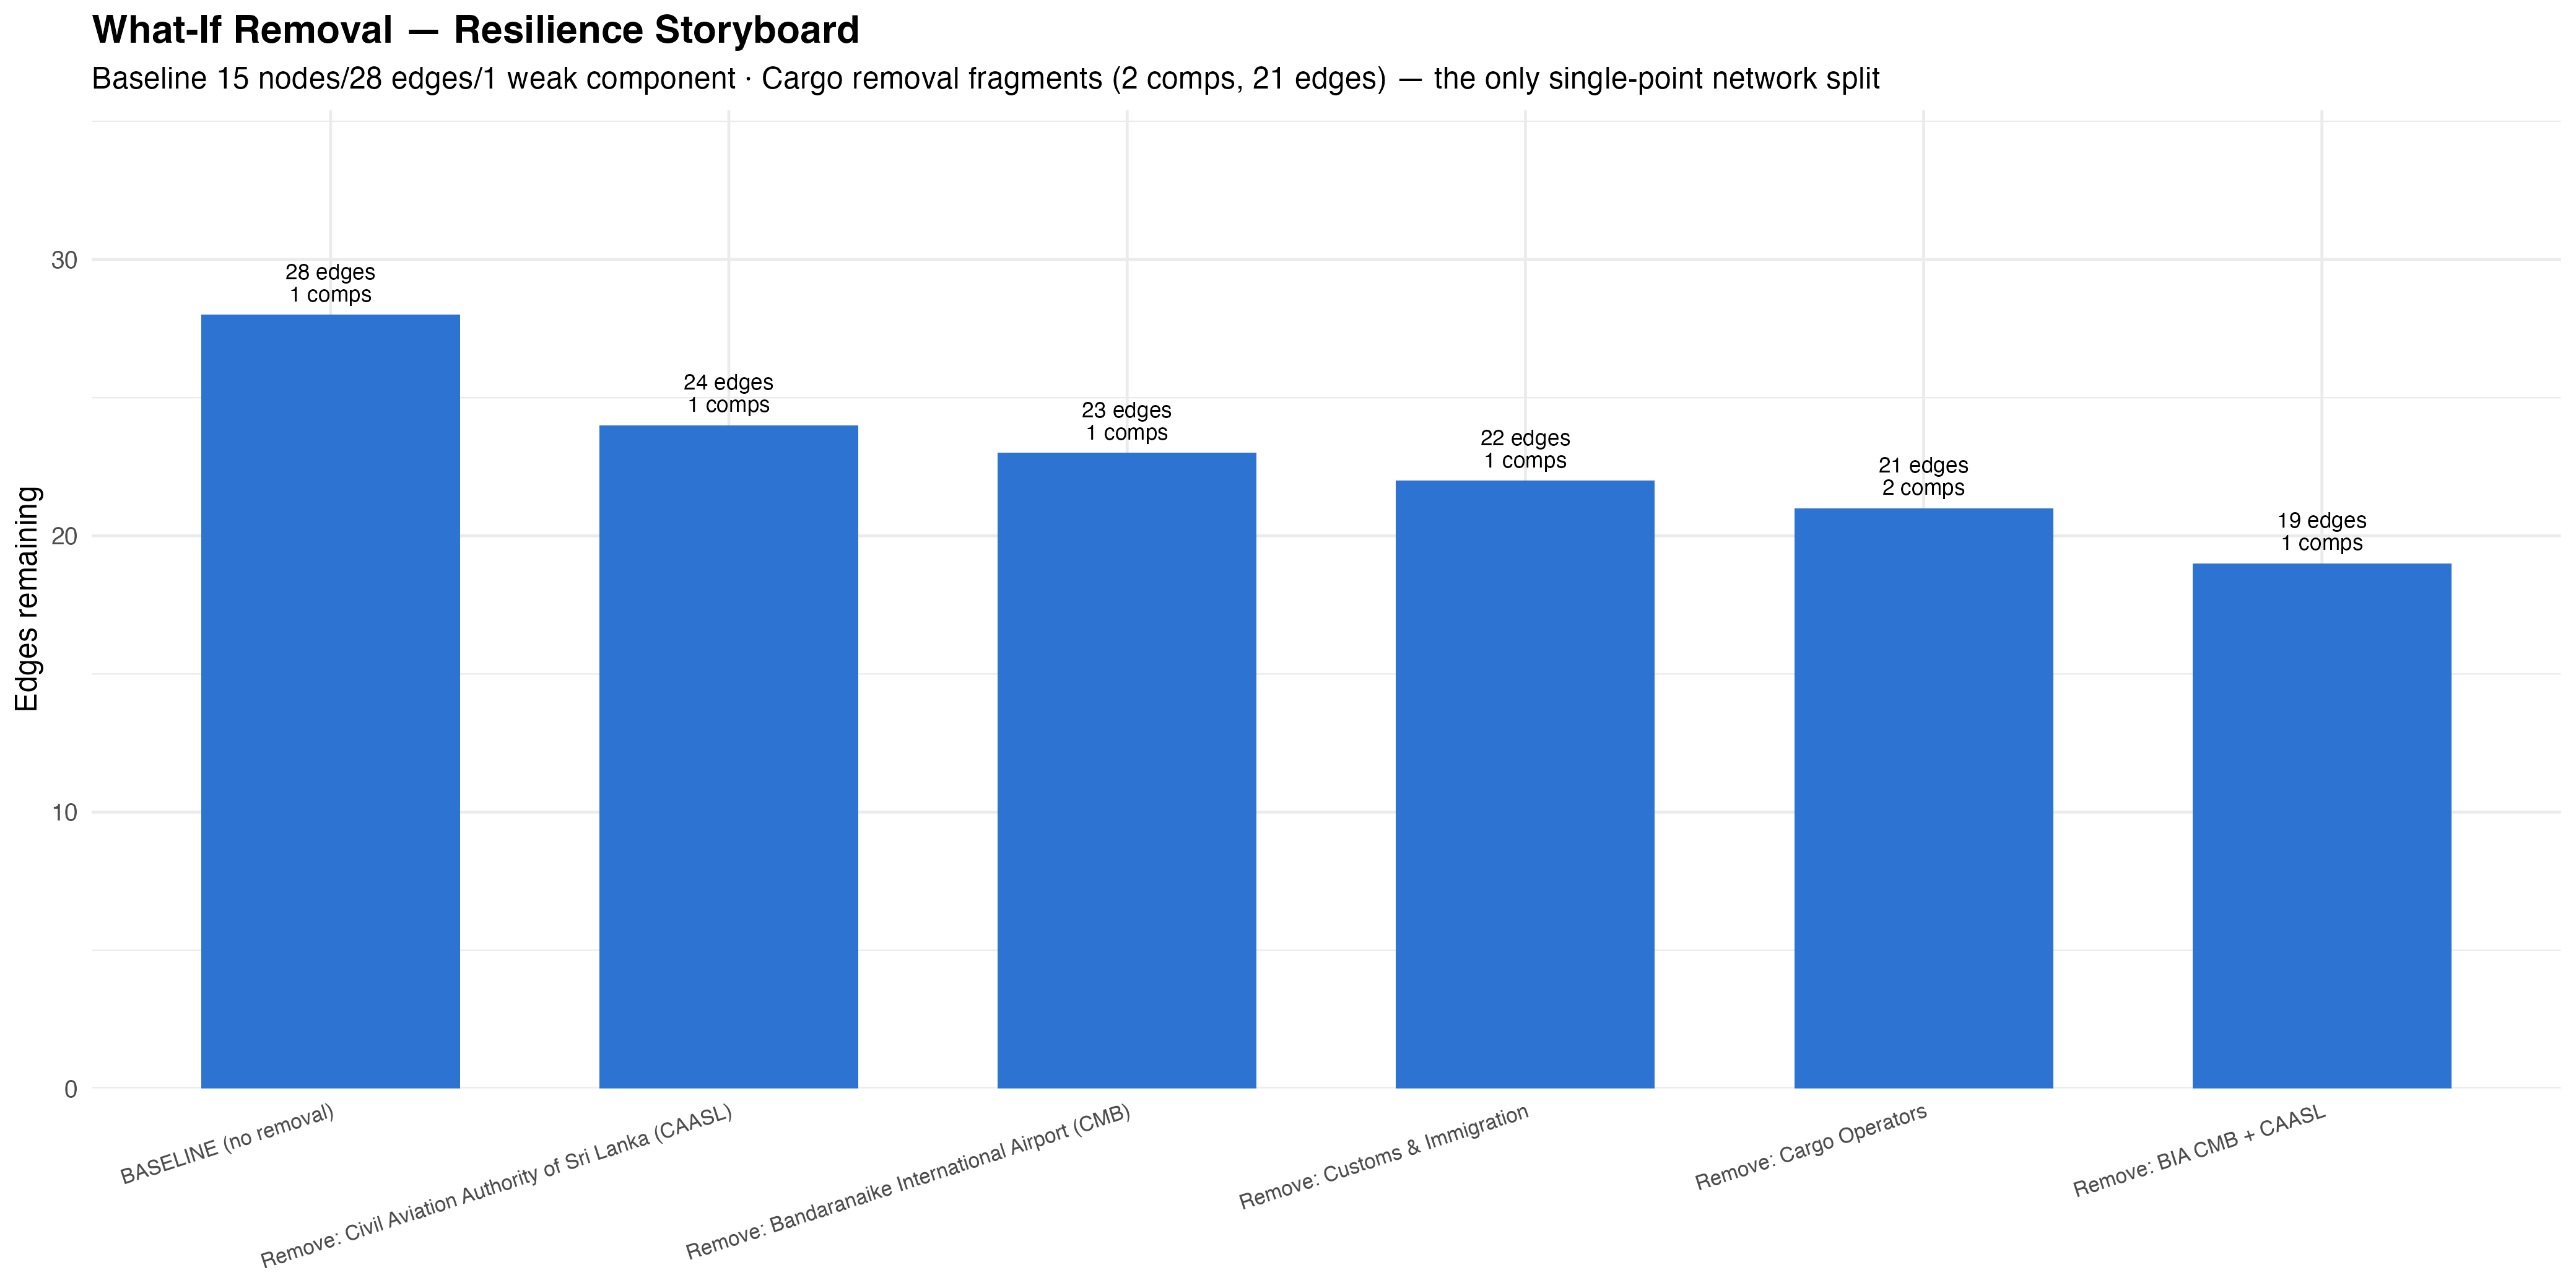 What-If Removal — Resilience Storyboard
Baseline 15 nodes/28 edges/1 weak component · Cargo removal fragments (2 comps, 21 edges) — the only single-point network split
Edges remaining
30
20
10
0
28 edges
1 comps
24 edges
1 comps
23 edges
1 comps
22 edges
1 comps
21 edges
2 comps
19 edges
1 comps
BASELINE (no removal)
Remove: Civil Aviation Authority of Sri Lanka (CAASL)
Remove: Bandaranaike International Airport (CMB)
Remove: Customs & Immigration
Remove: Cargo Operators
Remove: BIA CMB + CAASL